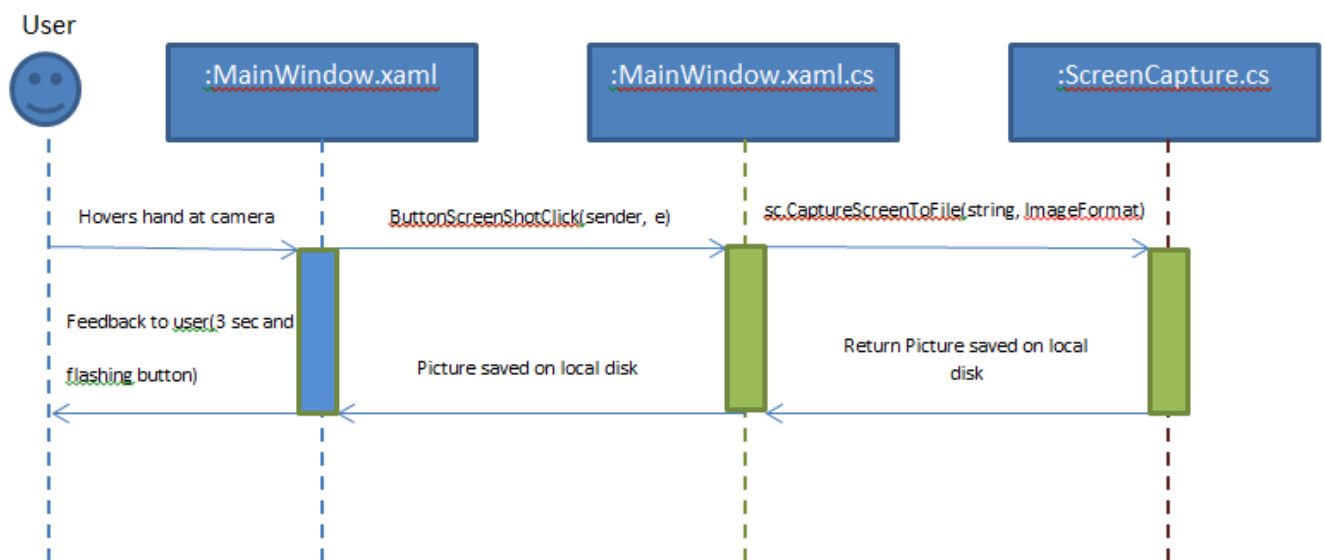 User
:MainWindow.xaml
:MainWindow.xaml.cs
:ScreenCapture.cs
Hovers hand at camera
ButtonScreenShotClick(sender, e)
sc.CaptureScreenToFile(string, ImageFormat)
Feedback to user(3 sec and
flashing button)
Picture saved on local disk
Return Picture saved on local
disk